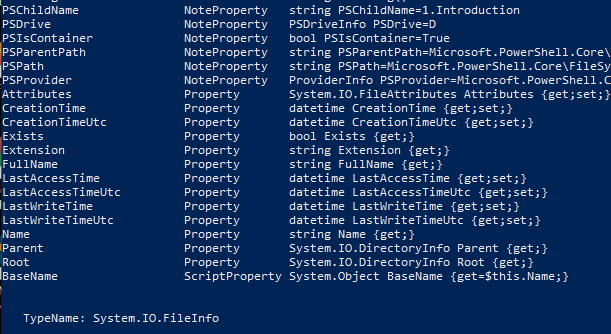 PSChildName NoteProperty string PSChildName=1.Introduction
PSDrive NoteProperty PSDriveInfo PSDrive=D
PSIsContainer NoteProperty bool PSIsContainer=True
PSParentPath NoteProperty string PSParentPath=Microsoft.PowerShell.Core\
PSPath NoteProperty string PSPath=Microsoft.PowerShell.Core\FileSy
PSProvider NoteProperty ProviderInfo PSProvider=Microsoft.PowerShell.C
Attributes Property System.IO.FileAttributes Attributes {get;set;}
CreationTime Property datetime CreationTime {get;set;}
CreationTimeUtc Property datetime CreationTimeUtc {get;set;}
Exists Property bool Exists {get;}
Extension Property string Extension {get;}
FullName Property string FullName {get;}
LastAccessTime Property datetime LastAccessTime {get;set;}
LastAccessTimeUtc Property datetime LastAccessTimeUtc {get;set;}
LastWriteTime Property datetime LastWriteTime {get;set;}
LastWriteTimeUtc Property datetime LastWriteTimeUtc {get;set;}
Name Property string Name {get;}
Parent Property System.IO.DirectoryInfo Parent {get;}
Root Property System.IO.DirectoryInfo Root {get;}
BaseName ScriptProperty System.Object BaseName {get=$this.Name;}
TypeName: System.IO.FileInfo